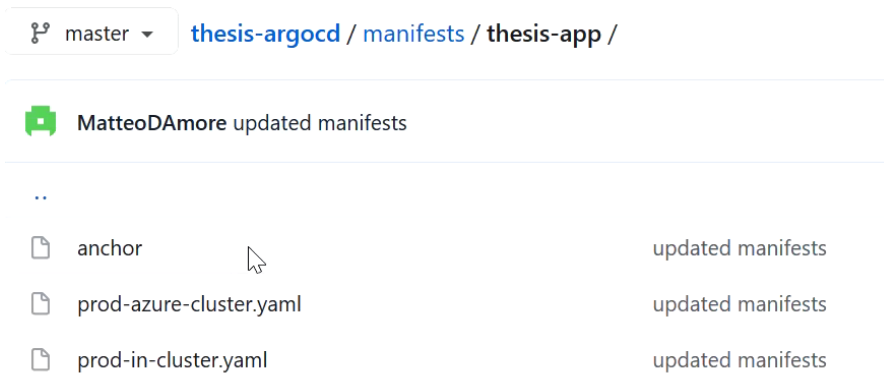 master thesis-argocd / manifests / thesis-app /
MatteoDAmore updated manifests
..
anchor updated manifests
prod-azure-cluster.yaml updated manifests
prod-in-cluster.yaml updated manifests